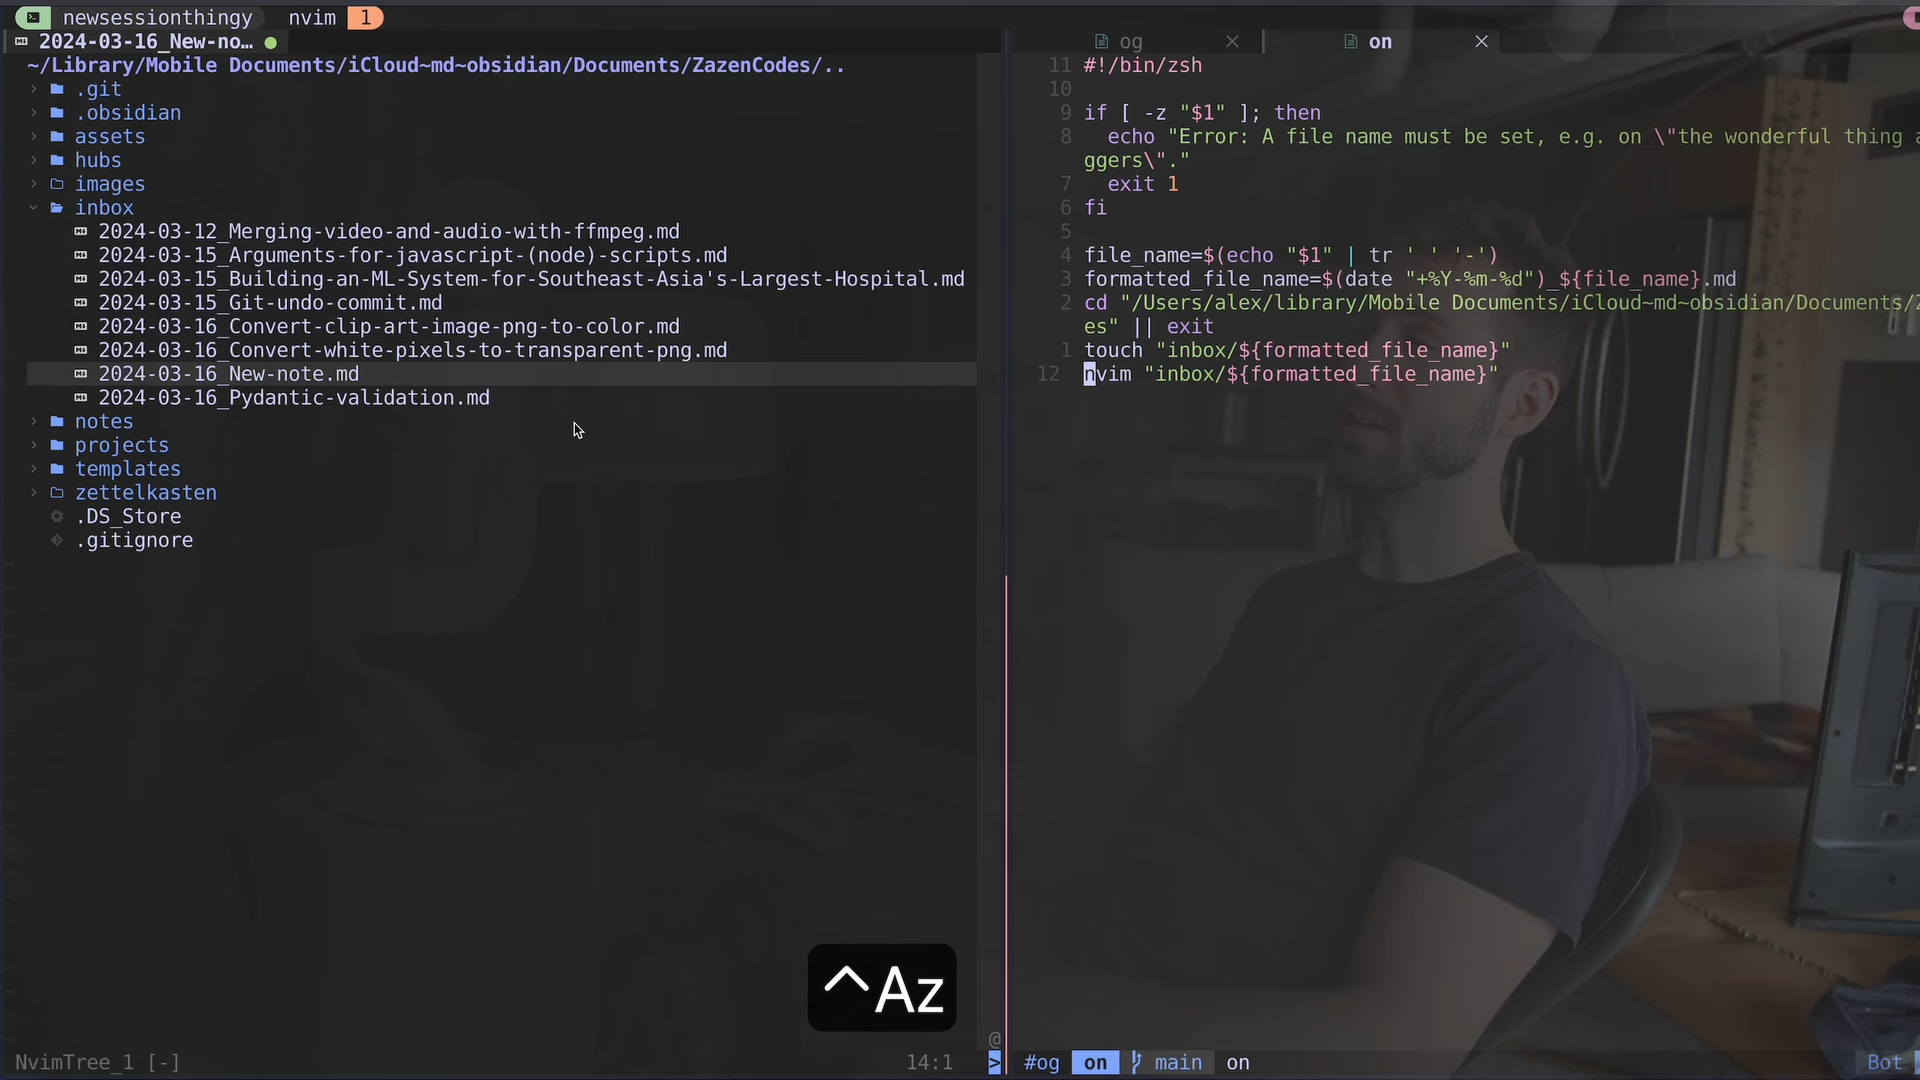 newsessionthingy nvim 1
2024-03-16_New-no…
~/Library/Mobile Documents/iCloud~md~obsidian/Documents/ZazenCodes/..
.git
.obsidian
assets
hubs
images
inbox
2024-03-12_Merging-video-and-audio-with-ffmpeg.md
2024-03-15_Arguments-for-javascript-(node)-scripts.md
2024-03-15_Building-an-ML-System-for-Southeast-Asia's-Largest-Hospital.md
2024-03-15_Git-undo-commit.md
2024-03-16_Convert-clip-art-image-png-to-color.md
2024-03-16_Convert-white-pixels-to-transparent-png.md
2024-03-16_New-note.md
2024-03-16_Pydantic-validation.md
notes
projects
templates
zettelkasten
.DS_Store
.gitignore
^Az
@
NvimTree_1 [-] 14:1 >
og on
11 #!/bin/zsh
10
9 if [ -z "$1" ]; then
8 echo "Error: A file name must be set, e.g. on \"the wonderful thing a
ggers\"."
7 exit 1
6 fi
5
4 file_name=$(echo "$1" | tr ' ' '-')
3 formatted_file_name=$(date "+%Y-%m-%d")_${file_name}.md
2 cd "/Users/alex/library/Mobile Documents/iCloud~md~obsidian/Documents/Z
es" || exit
1 touch "inbox/${formatted_file_name}"
12 nvim "inbox/${formatted_file_name}"
#og on main on Bot